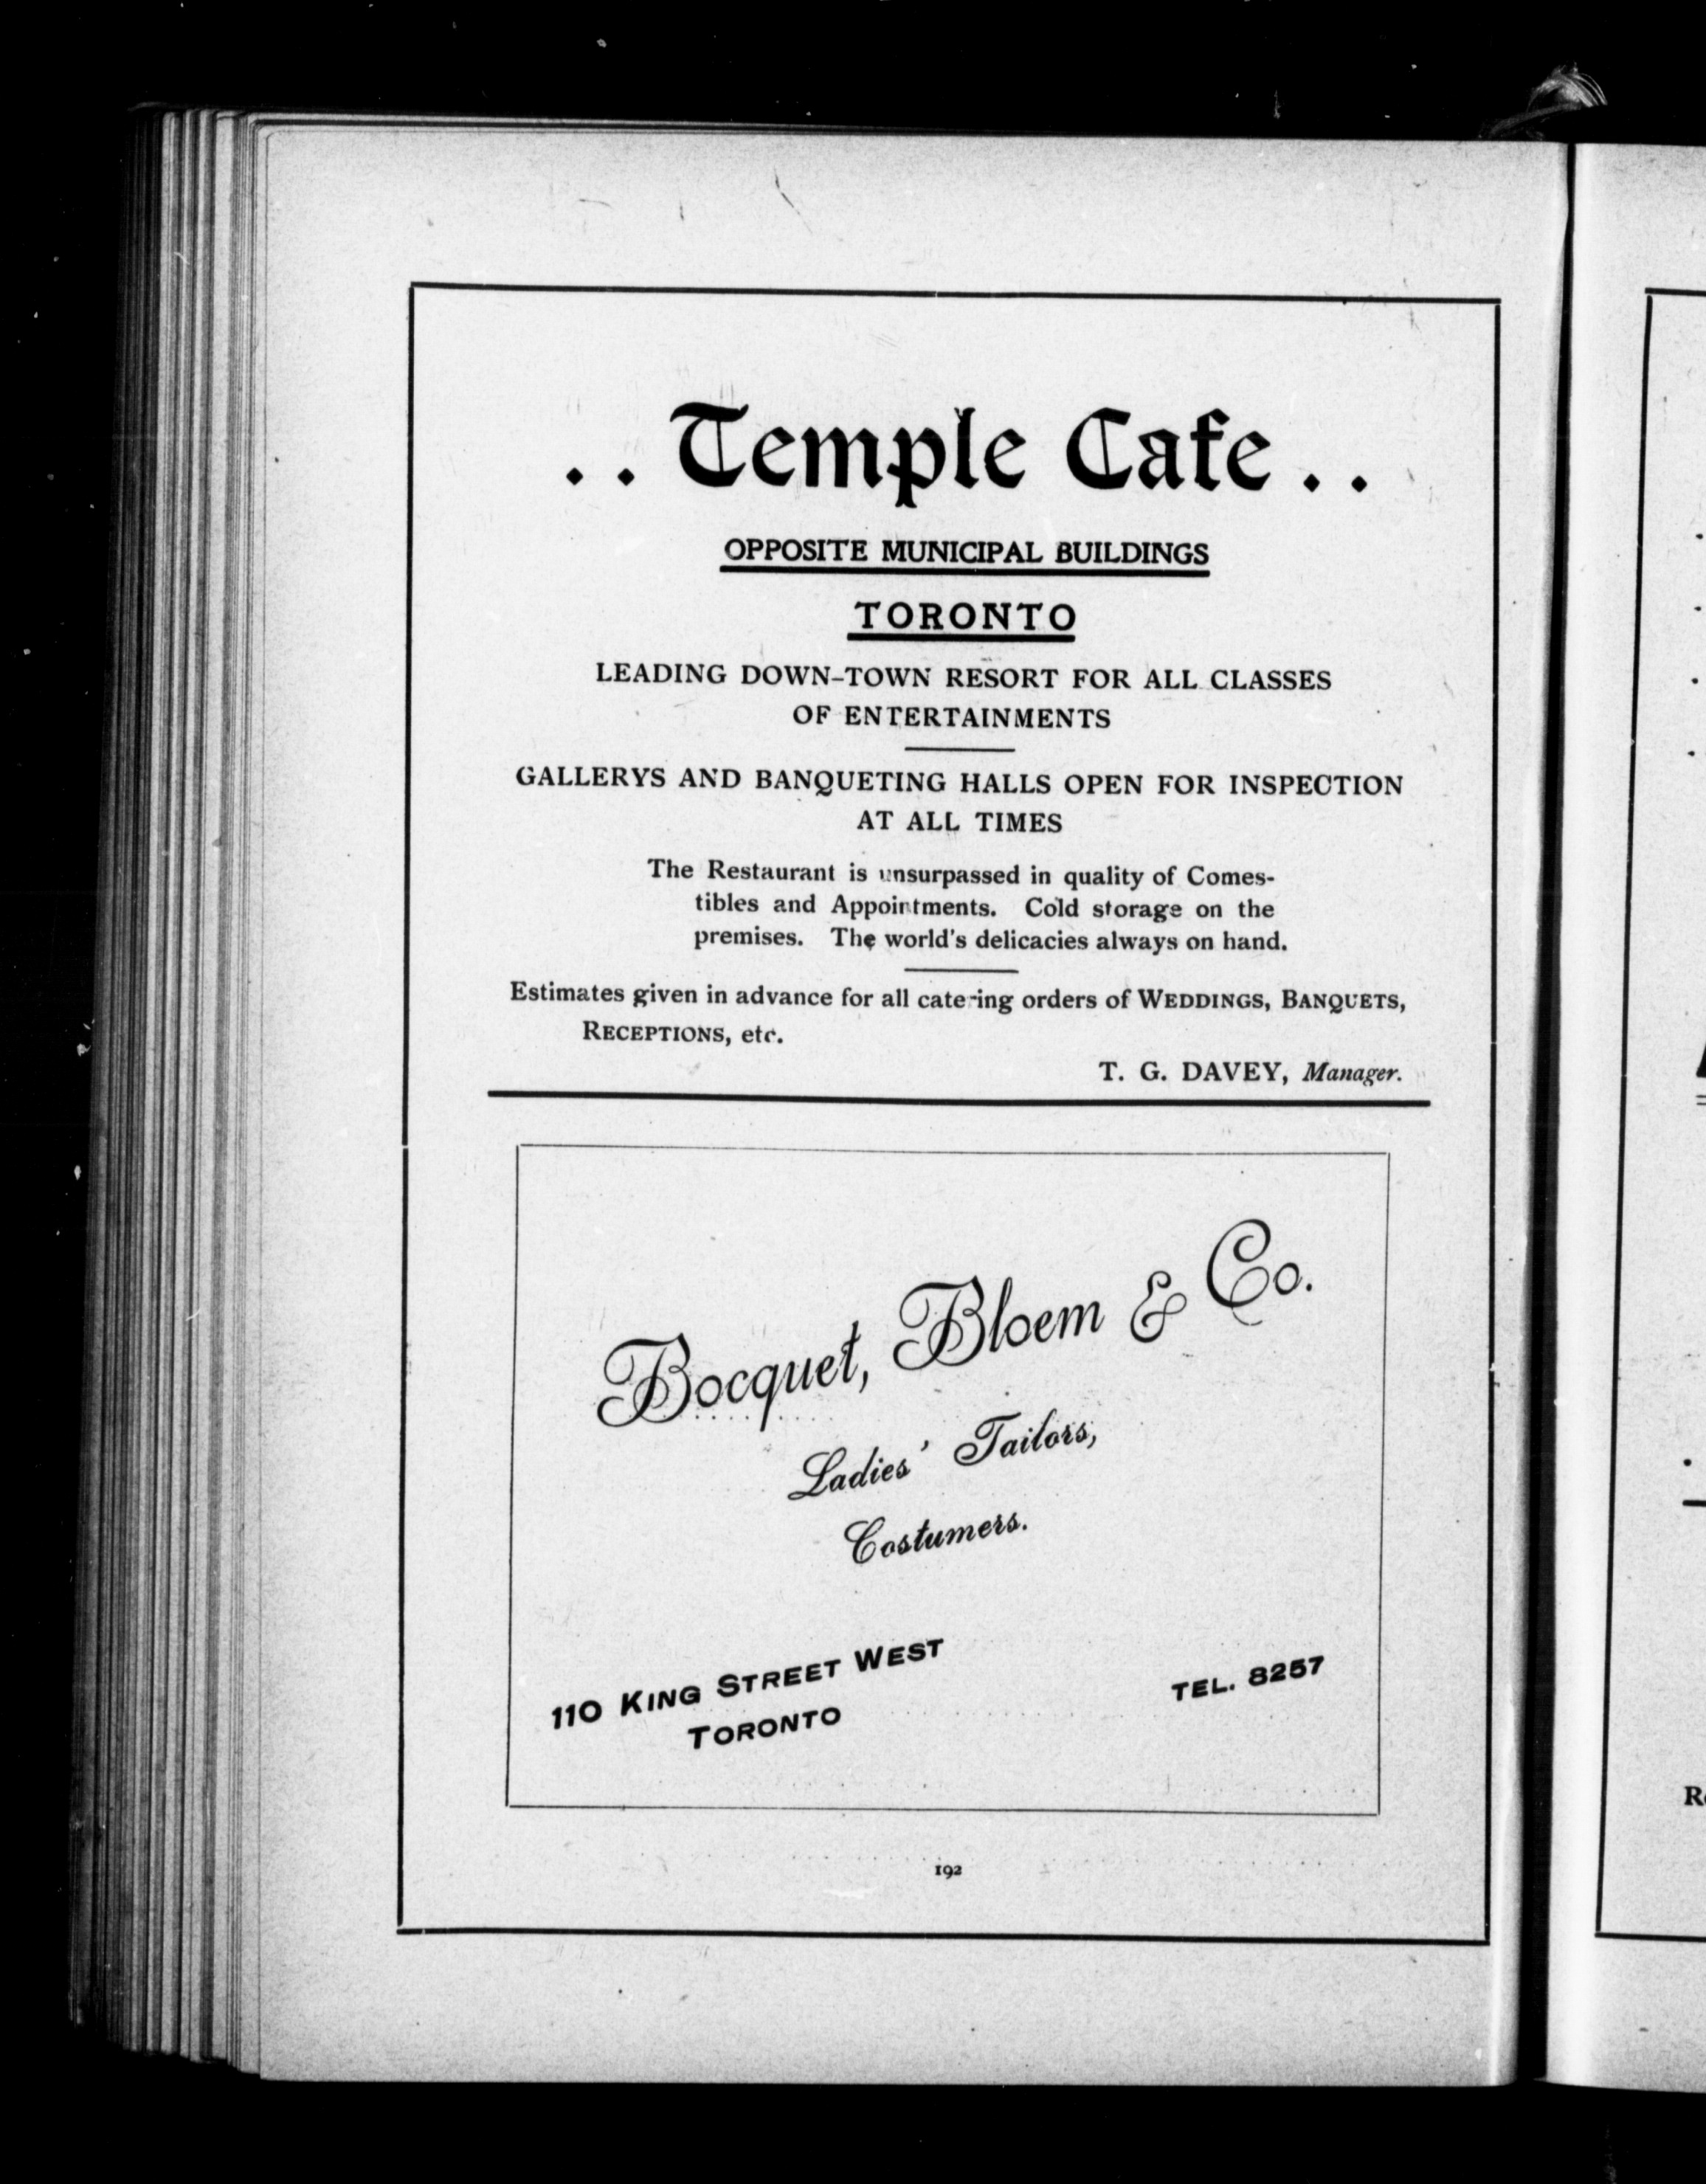 . . Temple Cafe . .
OPPOSITE MUNICIPAL BUILDINGS
TORONTO
LEADING DOWN-TOWN RESORT FOR ALL CLASSES
OF ENTERTAINMENTS
GALLERYS AND BANQUETING HALLS OPEN FOR INSPECTION
AT ALL TIMES
The Restaurant is unsurpassed in quality of Comes-
tibles and Appointments. Cold storage on the
premises. The world's delicacies always on hand.
Estimates given in advance for all catering orders of WEDDINGS, BANQUETS,
RECEPTIONS, etc.
T. G. DAVEY, Manager.
Bocquet, Bloem & Co.
Ladies' Tailors,
Costumers.
110 KING STREET WEST
TORONTO
TEL. 8257
192